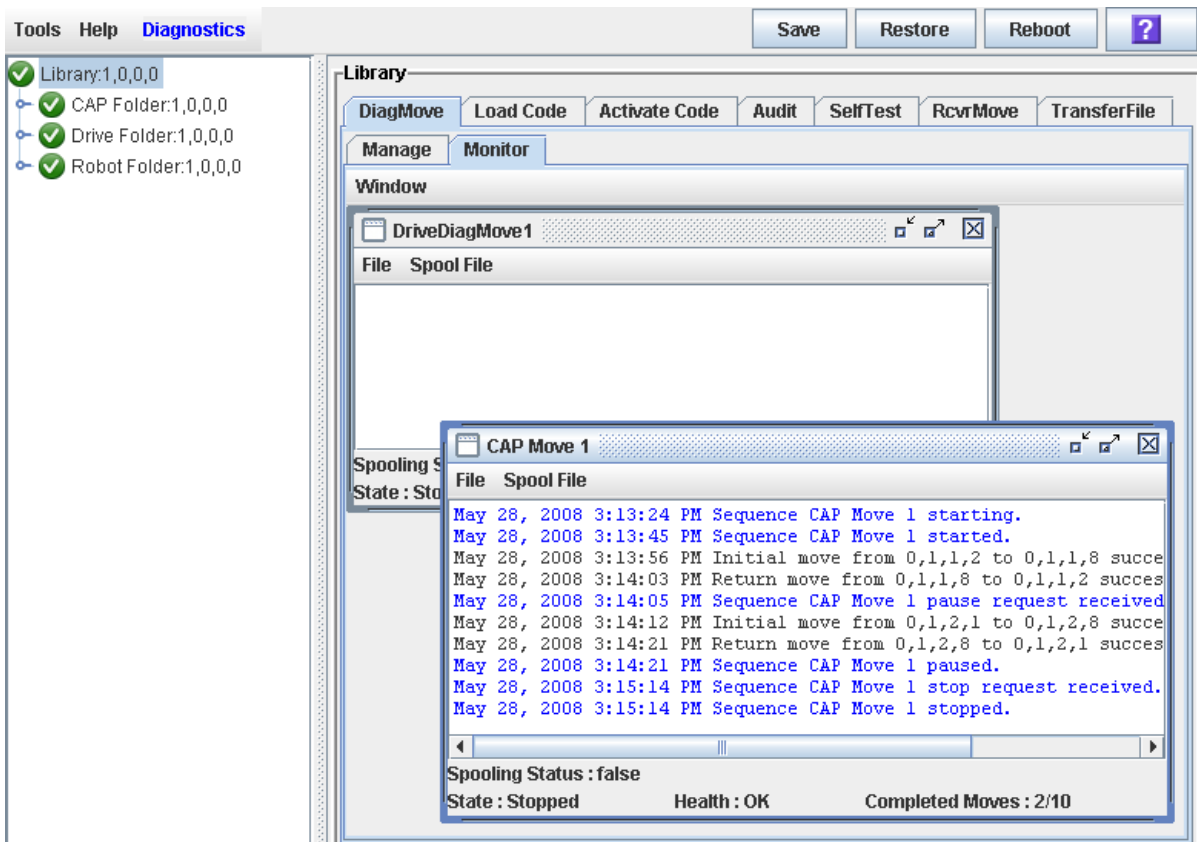 Tools Help Diagnostics Save Restore Reboot ?
Library:1,0,0,0
CAP Folder:1,0,0,0
Drive Folder:1,0,0,0
Robot Folder:1,0,0,0
Library
DiagMove Load Code Activate Code Audit SelfTest RcvrMove TransferFile
Manage Monitor
Window
DriveDiagMove1
File Spool File
Spooling S
State : Sto
CAP Move 1
File Spool File
May 28, 2008 3:13:24 PM Sequence CAP Move 1 starting.
May 28, 2008 3:13:45 PM Sequence CAP Move 1 started.
May 28, 2008 3:13:56 PM Initial move from 0,1,1,2 to 0,1,1,8 succe
May 28, 2008 3:14:03 PM Return move from 0,1,1,8 to 0,1,1,2 succes
May 28, 2008 3:14:05 PM Sequence CAP Move 1 pause request received
May 28, 2008 3:14:12 PM Initial move from 0,1,2,1 to 0,1,2,8 succe
May 28, 2008 3:14:21 PM Return move from 0,1,2,8 to 0,1,2,1 succes
May 28, 2008 3:14:21 PM Sequence CAP Move 1 paused.
May 28, 2008 3:15:14 PM Sequence CAP Move 1 stop request received.
May 28, 2008 3:15:14 PM Sequence CAP Move 1 stopped.
Spooling Status : false
State : Stopped Health : OK Completed Moves : 2/10